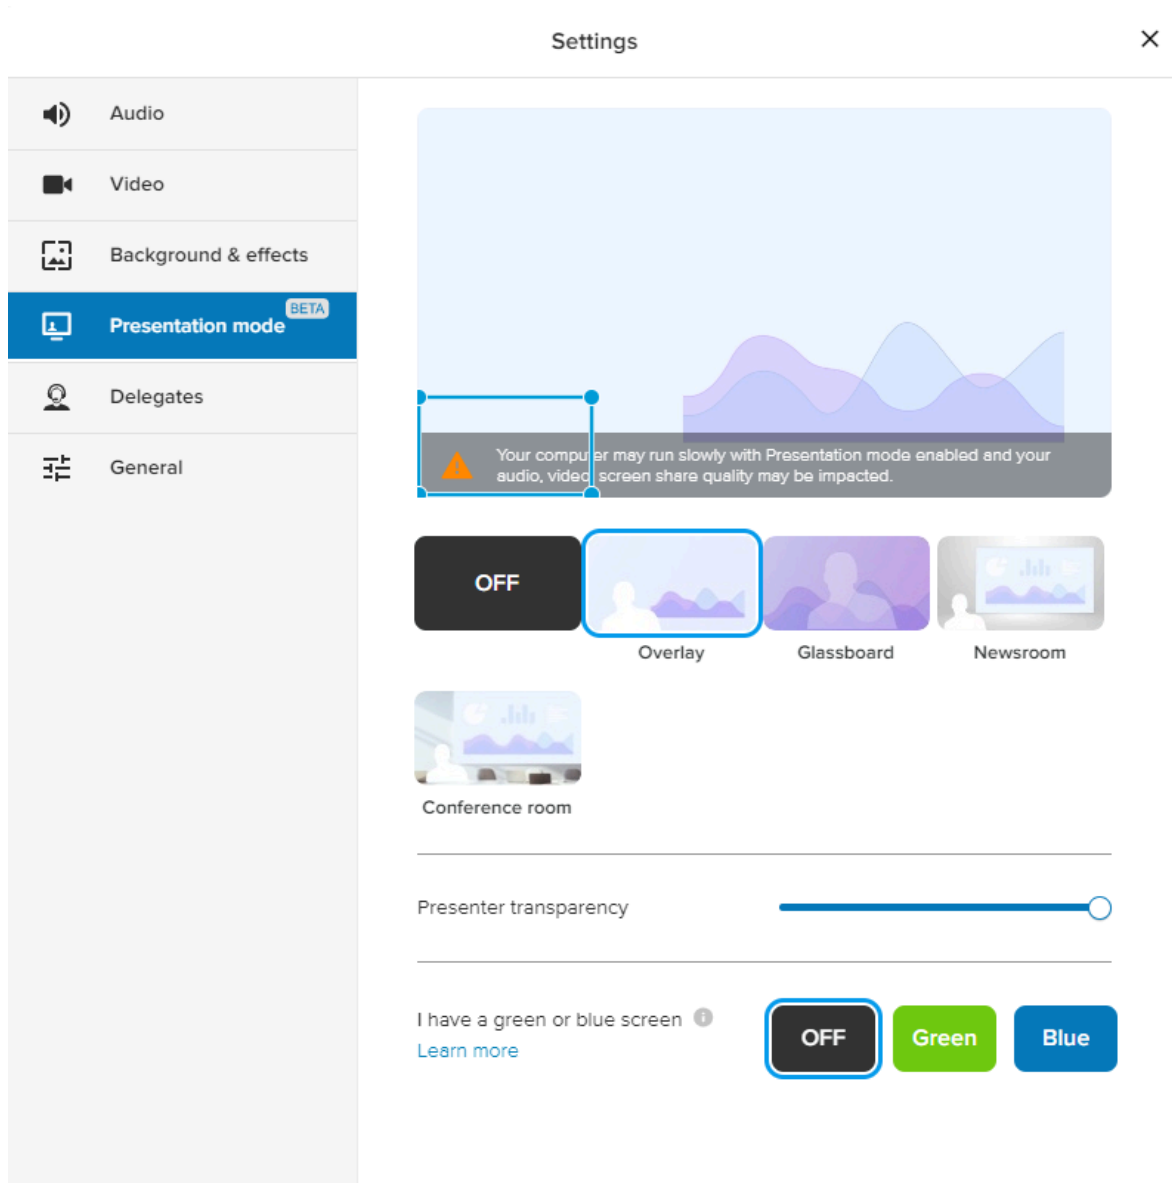 Settings
Audio
Video
Background & effects
Presentation mode BETA
Delegates
General
Your computer may run slowly with Presentation mode enabled and your
audio, video, screen share quality may be impacted.
OFF
Overlay
Glassboard
Newsroom
Conference room
Presenter transparency
I have a green or blue screen
Learn more
OFF
Green
Blue